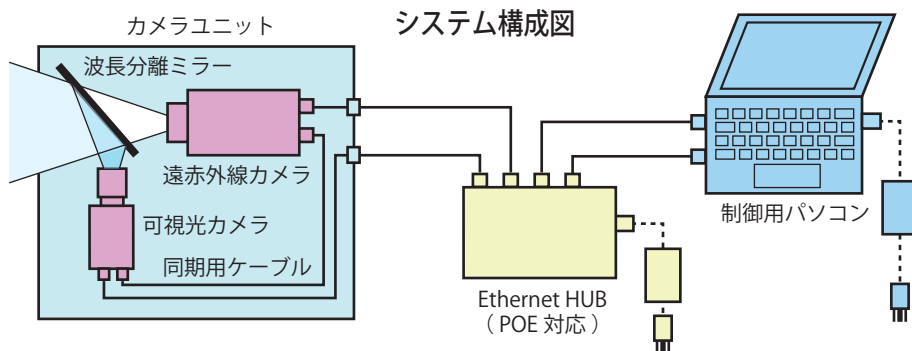 システム構成図
カメラユニット
波長分離ミラー
遠赤外線カメラ
可視光カメラ
同期用ケーブル
Ethernet HUB
( POE 対応 )
制御用パソコン